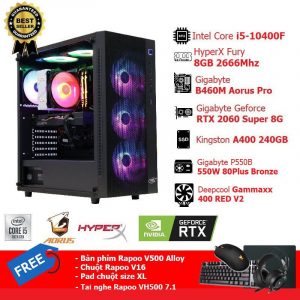 BEST SELLER
Intel Core i5-10400F
HyperX Fury
8GB 2666Mhz
Gigabyte
B460M Aorus Pro
Gigabyte Geforce
RTX 2060 Super 8G
SSD
Kingston A400 240GB
Gigabyte P550B
550W 80Plus Bronze
Deepcool Gammaxx
400 RED V2
CORE i5
AORUS
HYPERX
NVIDIA
GEFORCE
RTX
FREE
- Bàn phím Rapoo V500 Alloy
- Chuột Rapoo V16
- Pad chuột size XL
- Tai nghe Rapoo VH500 7.1